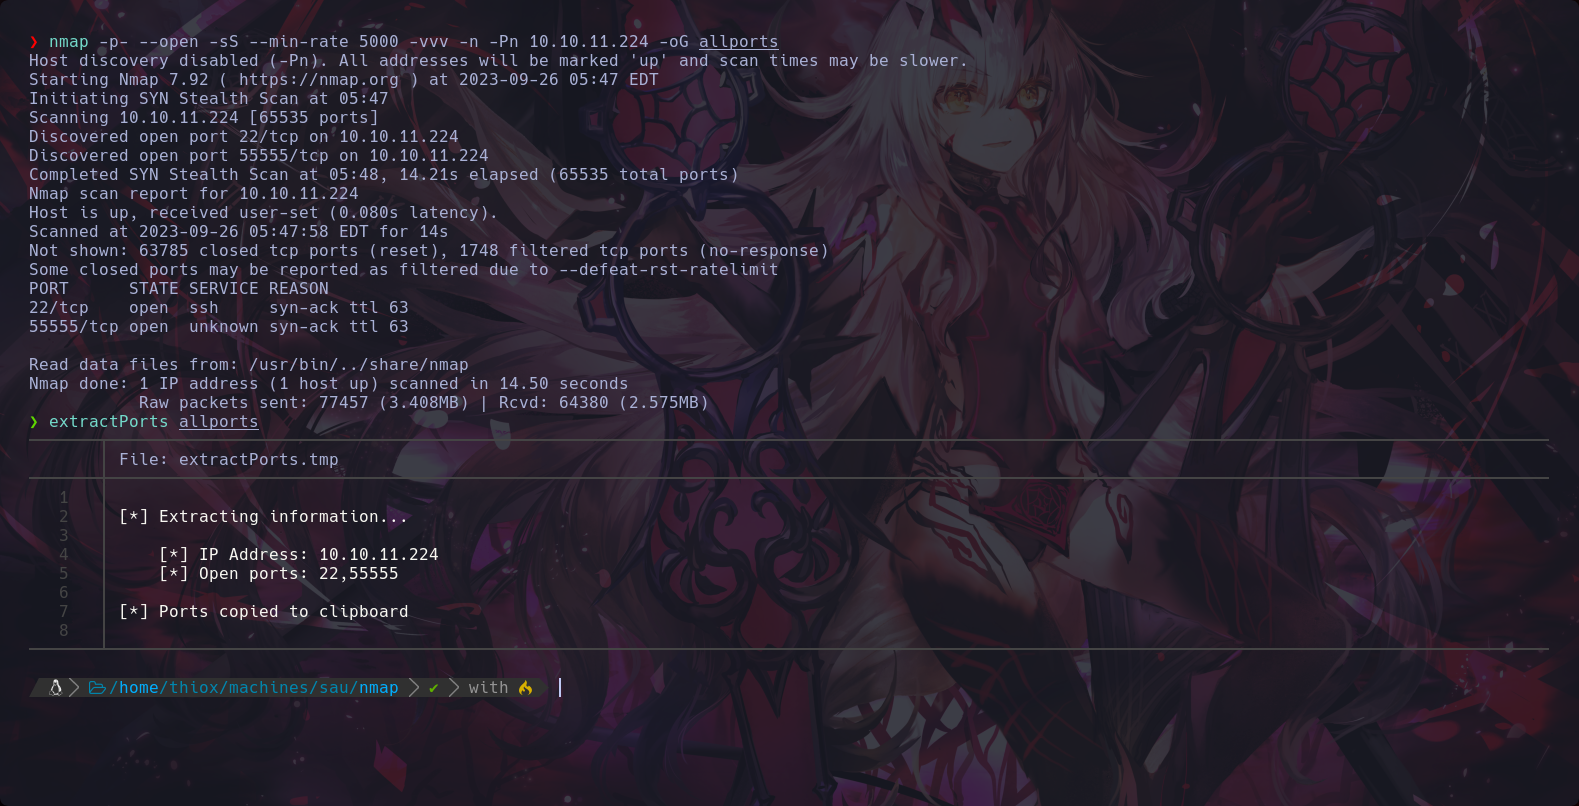 ❯ nmap -p- --open -sS --min-rate 5000 -vvv -n -Pn 10.10.11.224 -oG allports
Host discovery disabled (-Pn). All addresses will be marked 'up' and scan times may be slower.
Starting Nmap 7.92 ( https://nmap.org ) at 2023-09-26 05:47 EDT
Initiating SYN Stealth Scan at 05:47
Scanning 10.10.11.224 [65535 ports]
Discovered open port 22/tcp on 10.10.11.224
Discovered open port 55555/tcp on 10.10.11.224
Completed SYN Stealth Scan at 05:48, 14.21s elapsed (65535 total ports)
Nmap scan report for 10.10.11.224
Host is up, received user-set (0.080s latency).
Scanned at 2023-09-26 05:47:58 EDT for 14s
Not shown: 63785 closed tcp ports (reset), 1748 filtered tcp ports (no-response)
Some closed ports may be reported as filtered due to --defeat-rst-ratelimit
PORT      STATE SERVICE REASON
22/tcp    open  ssh     syn-ack ttl 63
55555/tcp open  unknown syn-ack ttl 63
Read data files from: /usr/bin/../share/nmap
Nmap done: 1 IP address (1 host up) scanned in 14.50 seconds
           Raw packets sent: 77457 (3.408MB) | Rcvd: 64380 (2.575MB)
❯ extractPorts allports
File: extractPorts.tmp
1
2 [*] Extracting information...
3
4     [*] IP Address: 10.10.11.224
5     [*] Open ports: 22,55555
6
7 [*] Ports copied to clipboard
8
/home/thiox/machines/sau/nmap ✔ with